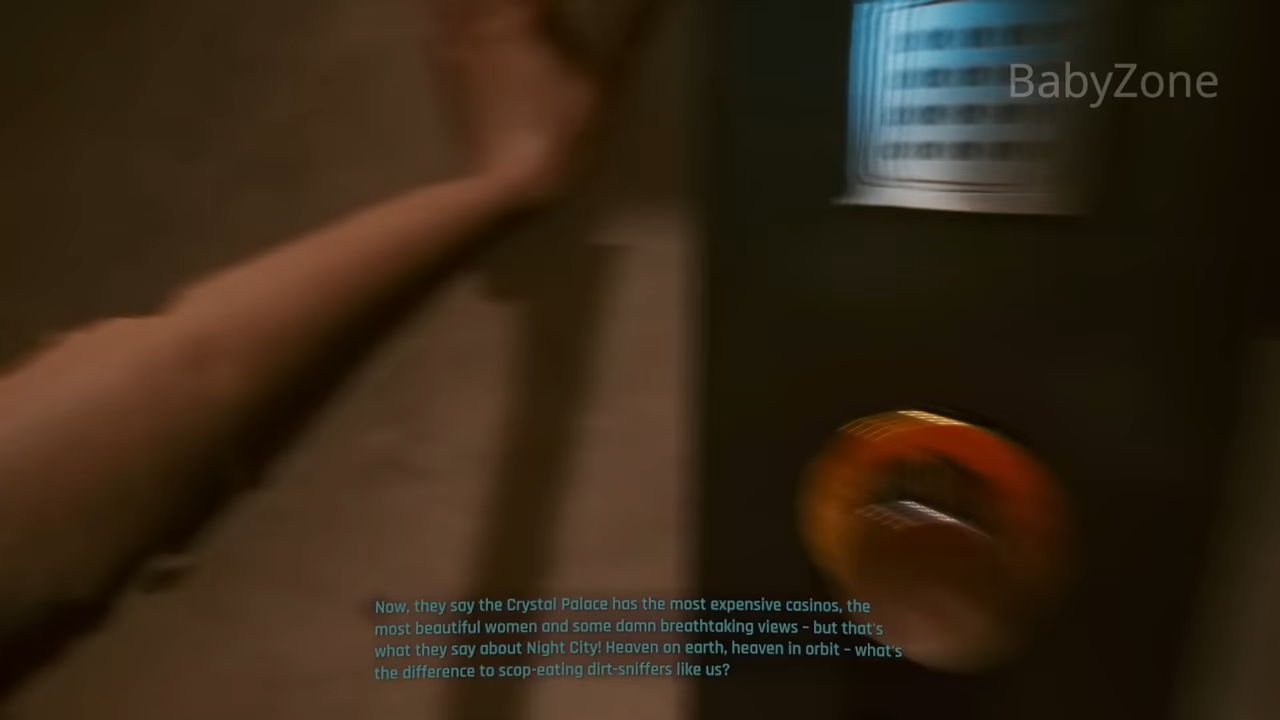 BabyZone
Now, they say the Crystal Palace has the most expensive casinos, the
most beautiful women and some damn breathtaking views – but that's
what they say about Night City! Heaven on earth, heaven in orbit – what's
the difference to scop-eating dirt-sniffers like us?